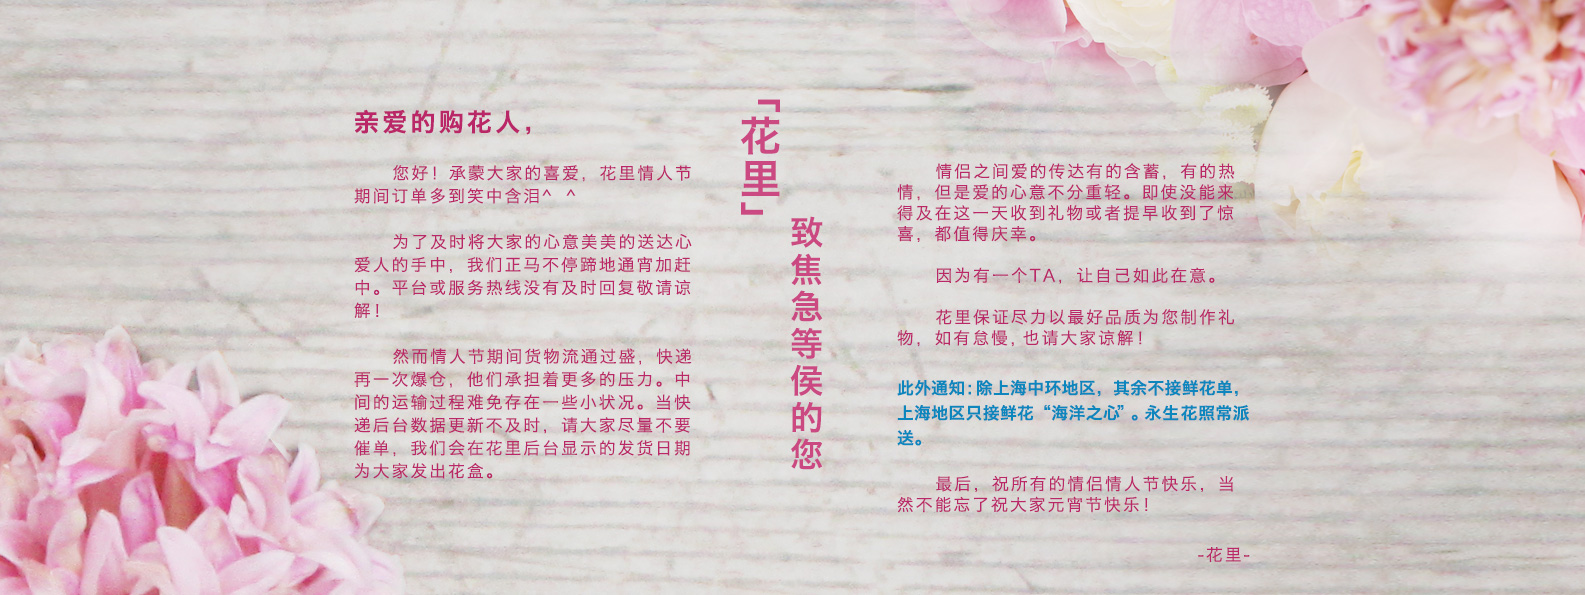 亲爱的购花人，
您好！承蒙大家的喜爱，花里情人节
期间订单多到笑中含泪^ ^
为了及时将大家的心意美美的送达心
爱人的手中，我们正马不停蹄地通宵加赶
中。平台或服务热线没有及时回复敬请谅
解！
然而情人节期间货物流通过盛，快递
再一次爆仓，他们承担着更多的压力。中
间的运输过程难免存在一些小状况。当快
递后台数据更新不及时，请大家尽量不要
催单，我们会在花里后台显示的发货日期
为大家发出花盒。
「花里」
致焦急等侯的您
情侣之间爱的传达有的含蓄，有的热
情，但是爱的心意不分重轻。即使没能来
得及在这一天收到礼物或者提早收到了惊
喜，都值得庆幸。
因为有一个TA，让自己如此在意。
花里保证尽力以最好品质为您制作礼
物，如有怠慢，也请大家谅解！
此外通知：除上海中环地区，其余不接鲜花单，
上海地区只接鲜花“海洋之心”。永生花照常派
送。
最后，祝所有的情侣情人节快乐，当
然不能忘了祝大家元宵节快乐！
-花里-